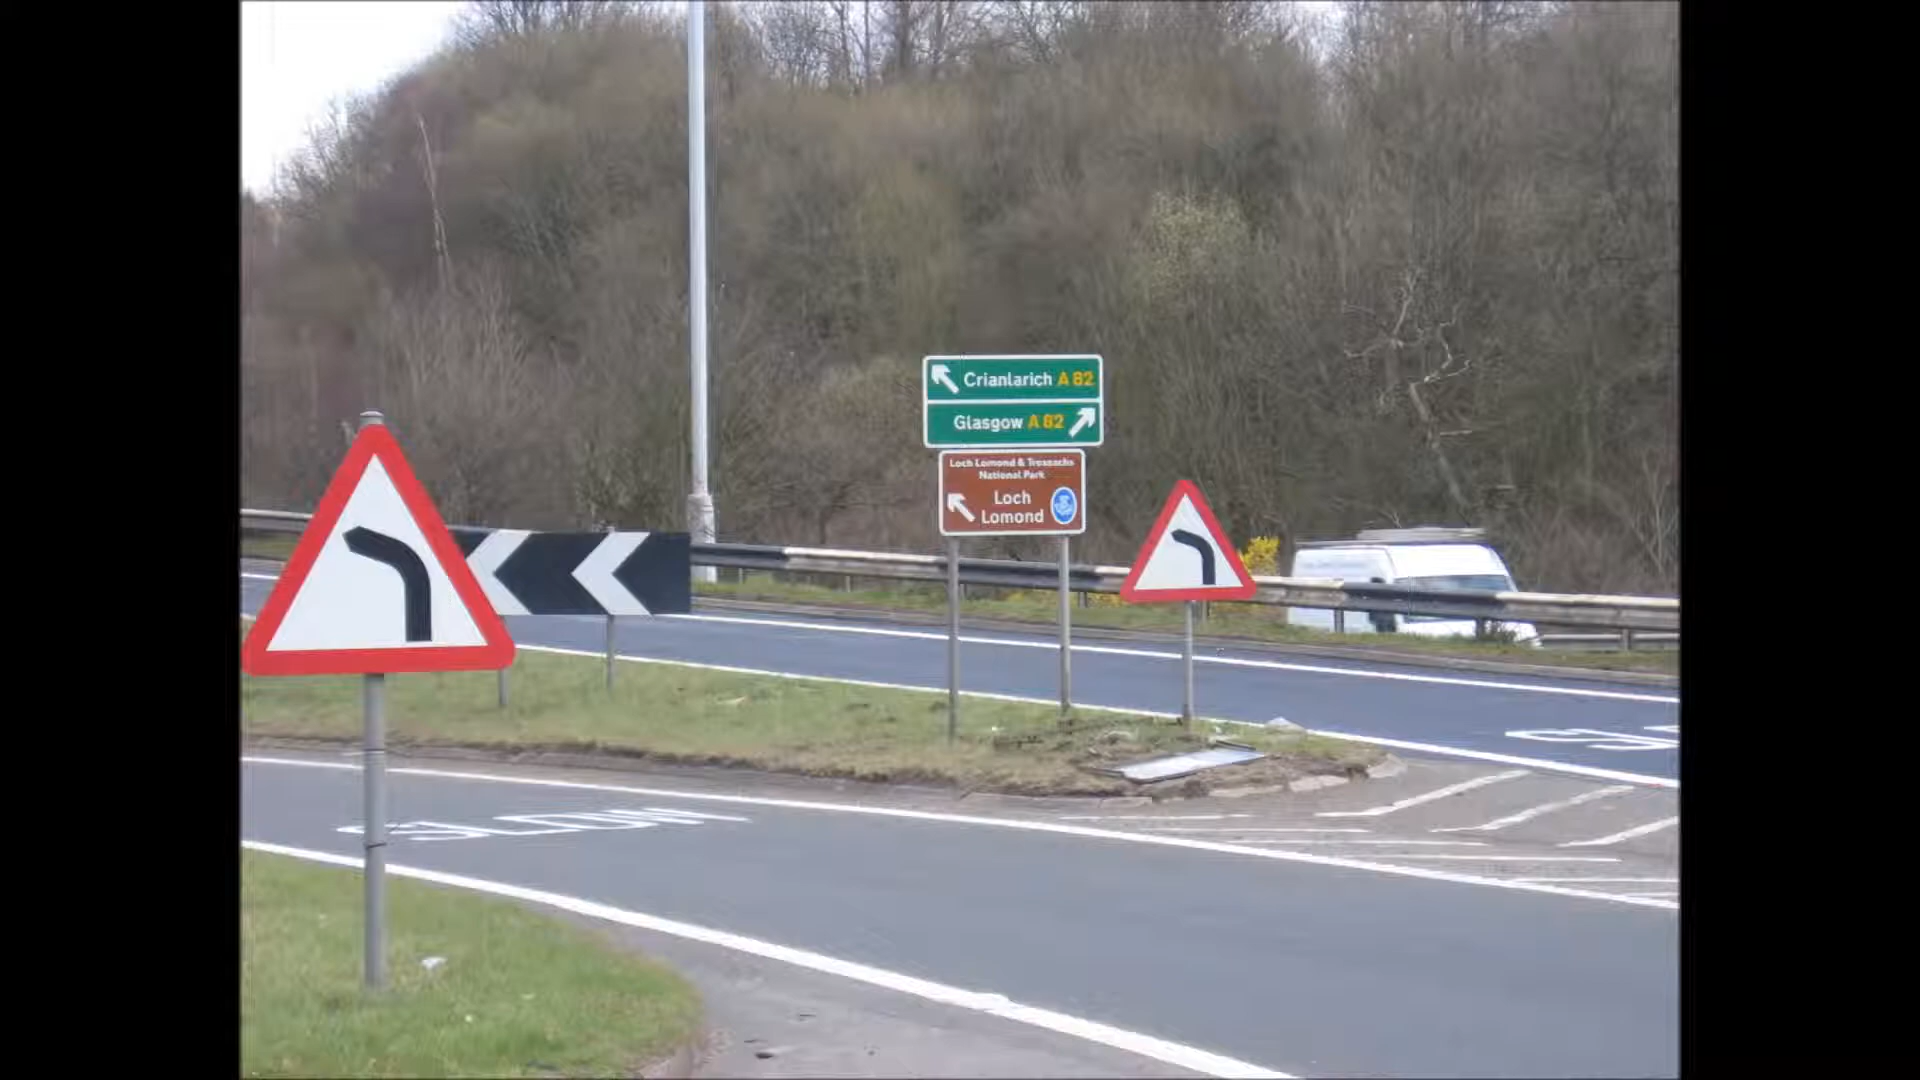 Crianlarich A 82
Glasgow A 82
Loch Lomond & Trossachs
National Park
Loch
Lomond
SLOW